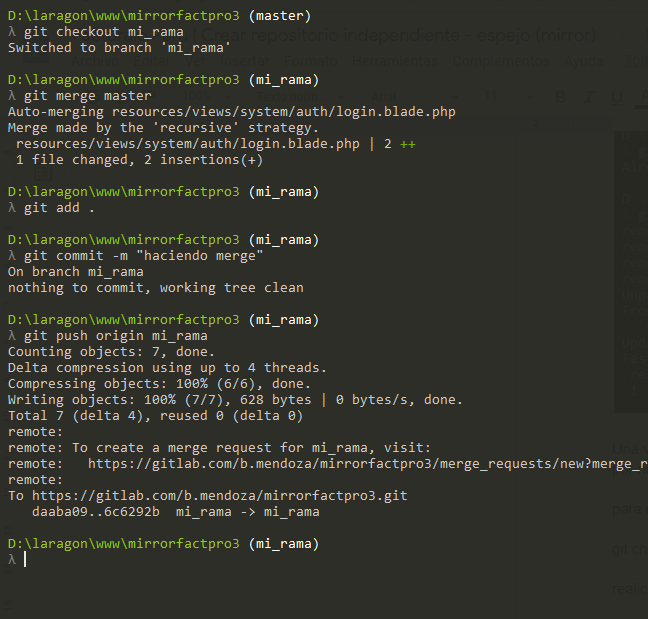 D:\laragon\www\mirrorfactpro3 (master)
λ git checkout mi_rama
Switched to branch 'mi_rama'
D:\laragon\www\mirrorfactpro3 (mi_rama)
λ git merge master
Auto-merging resources/views/system/auth/login.blade.php
Merge made by the 'recursive' strategy.
 resources/views/system/auth/login.blade.php | 2 ++
 1 file changed, 2 insertions(+)
D:\laragon\www\mirrorfactpro3 (mi_rama)
λ git add .
D:\laragon\www\mirrorfactpro3 (mi_rama)
λ git commit -m "haciendo merge"
On branch mi_rama
nothing to commit, working tree clean
D:\laragon\www\mirrorfactpro3 (mi_rama)
λ git push origin mi_rama
Counting objects: 7, done.
Delta compression using up to 4 threads.
Compressing objects: 100% (6/6), done.
Writing objects: 100% (7/7), 628 bytes | 0 bytes/s, done.
Total 7 (delta 4), reused 0 (delta 0)
remote:
remote: To create a merge request for mi_rama, visit:
remote:   https://gitlab.com/b.mendoza/mirrorfactpro3/merge_requests/new?merge_r
remote:
To https://gitlab.com/b.mendoza/mirrorfactpro3.git
   daaba09..6c6292b  mi_rama -> mi_rama
D:\laragon\www\mirrorfactpro3 (mi_rama)
λ